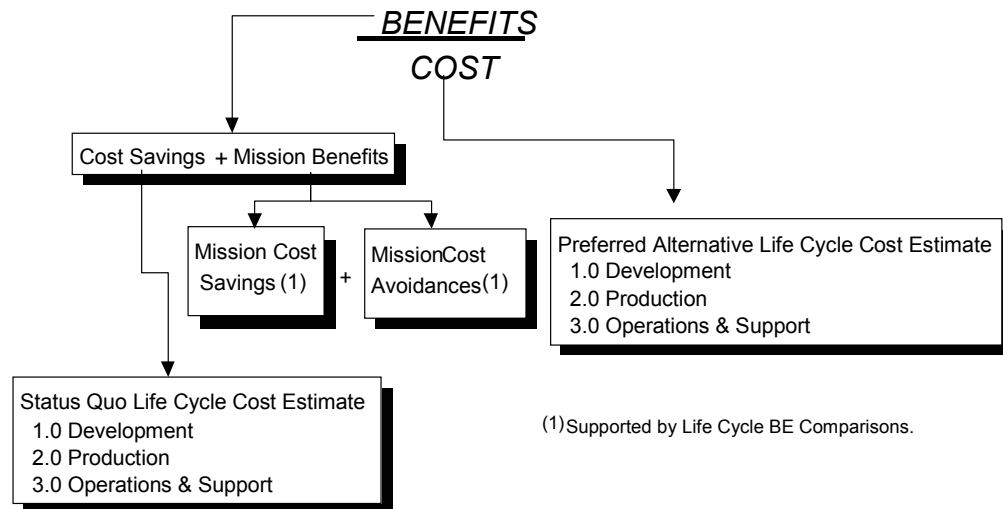 BENEFITS
COST
Cost Savings + Mission Benefits
Mission Cost
Savings (1)
+
MissionCost
Avoidances(1)
Preferred Alternative Life Cycle Cost Estimate
1.0 Development
2.0 Production
3.0 Operations & Support
Status Quo Life Cycle Cost Estimate
1.0 Development
2.0 Production
3.0 Operations & Support
(1)Supported by Life Cycle BE Comparisons.